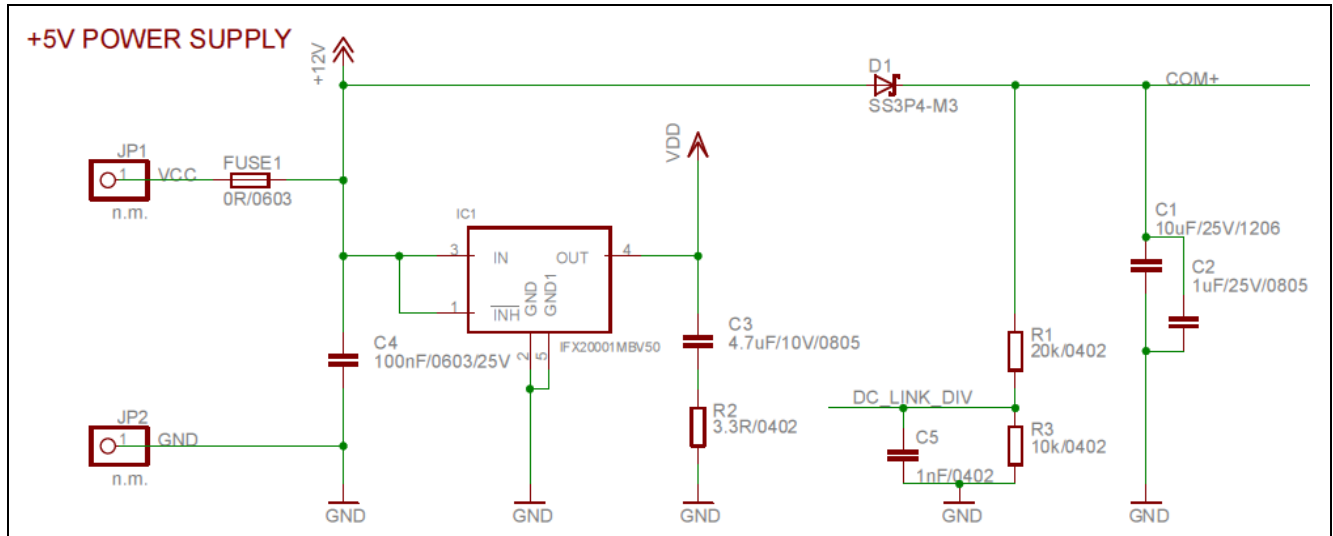 +5V POWER SUPPLY
+12V
D1
SS3P4-M3
COM+
JP1
1
VCC
n.m.
FUSE1
0R/0603
VDD
IC1
3
IN
OUT
4
1
INH
GND
GND1
2
5
IFX20001MBV50
C1
10uF/25V/1206
C2
1uF/25V/0805
C4
100nF/0603/25V
C3
4.7uF/10V/0805
R1
20k/0402
DC_LINK_DIV
R2
3.3R/0402
R3
10k/0402
C5
1nF/0402
JP2
1
GND
n.m.
GND
GND
GND
GND
GND